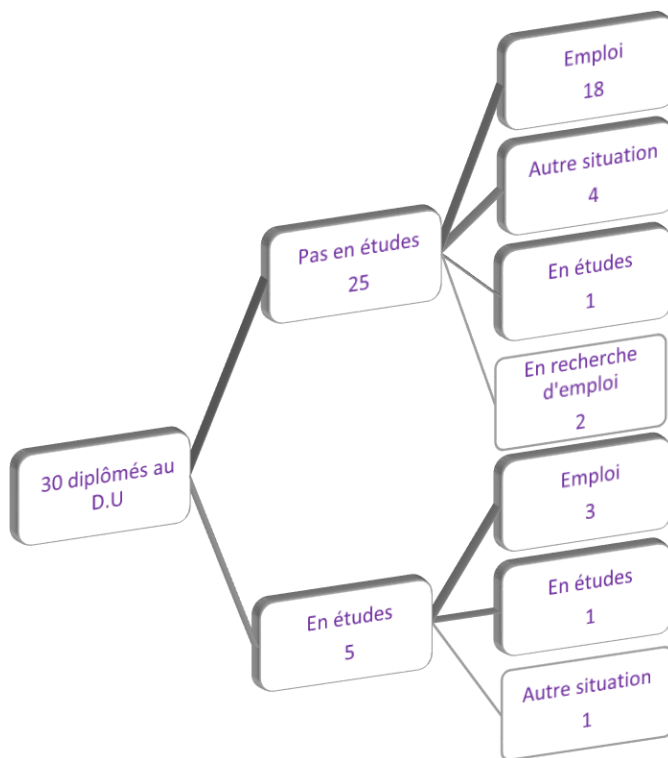 30 diplômés au
D.U
Pas en études
25
Emploi
18
Autre situation
4
En études
1
En recherche
d'emploi
2
En études
5
Emploi
3
En études
1
Autre situation
1